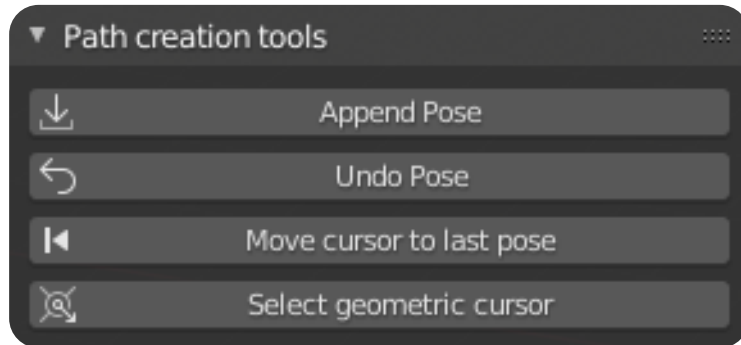 Path creation tools
Append Pose
Undo Pose
Move cursor to last pose
Select geometric cursor